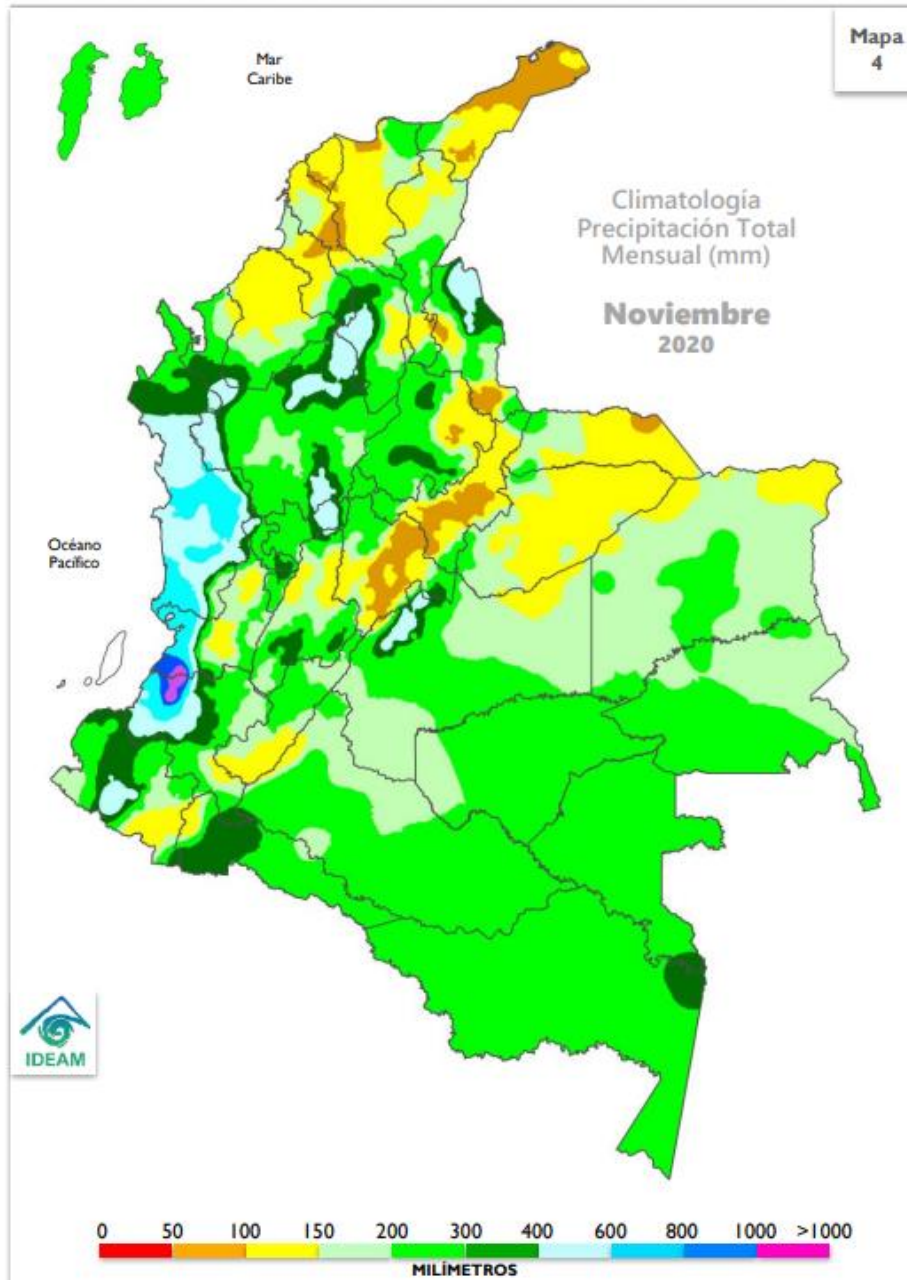 Mapa
4
Mar
Caribe
Climatología
Precipitación Total
Mensual (mm)
Noviembre
2020
Océano
Pacífico
IDEAM
0 50 100 150 200 300 400 600 800 1000 >1000
MILÍMETROS